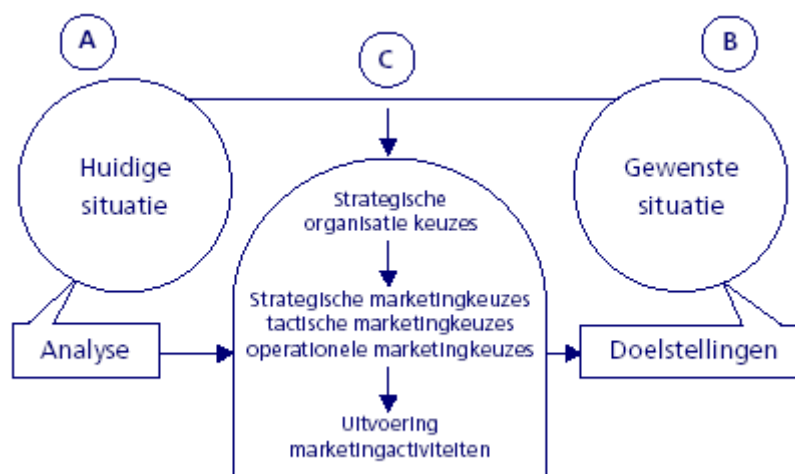 A
C
B
Huidige
situatie
Gewenste
situatie
Strategische
organisatie keuzes
Strategische marketingkeuzes
tactische marketingkeuzes
operationele marketingkeuzes
Analyse
Doelstellingen
Uitvoering
marketingactiviteiten